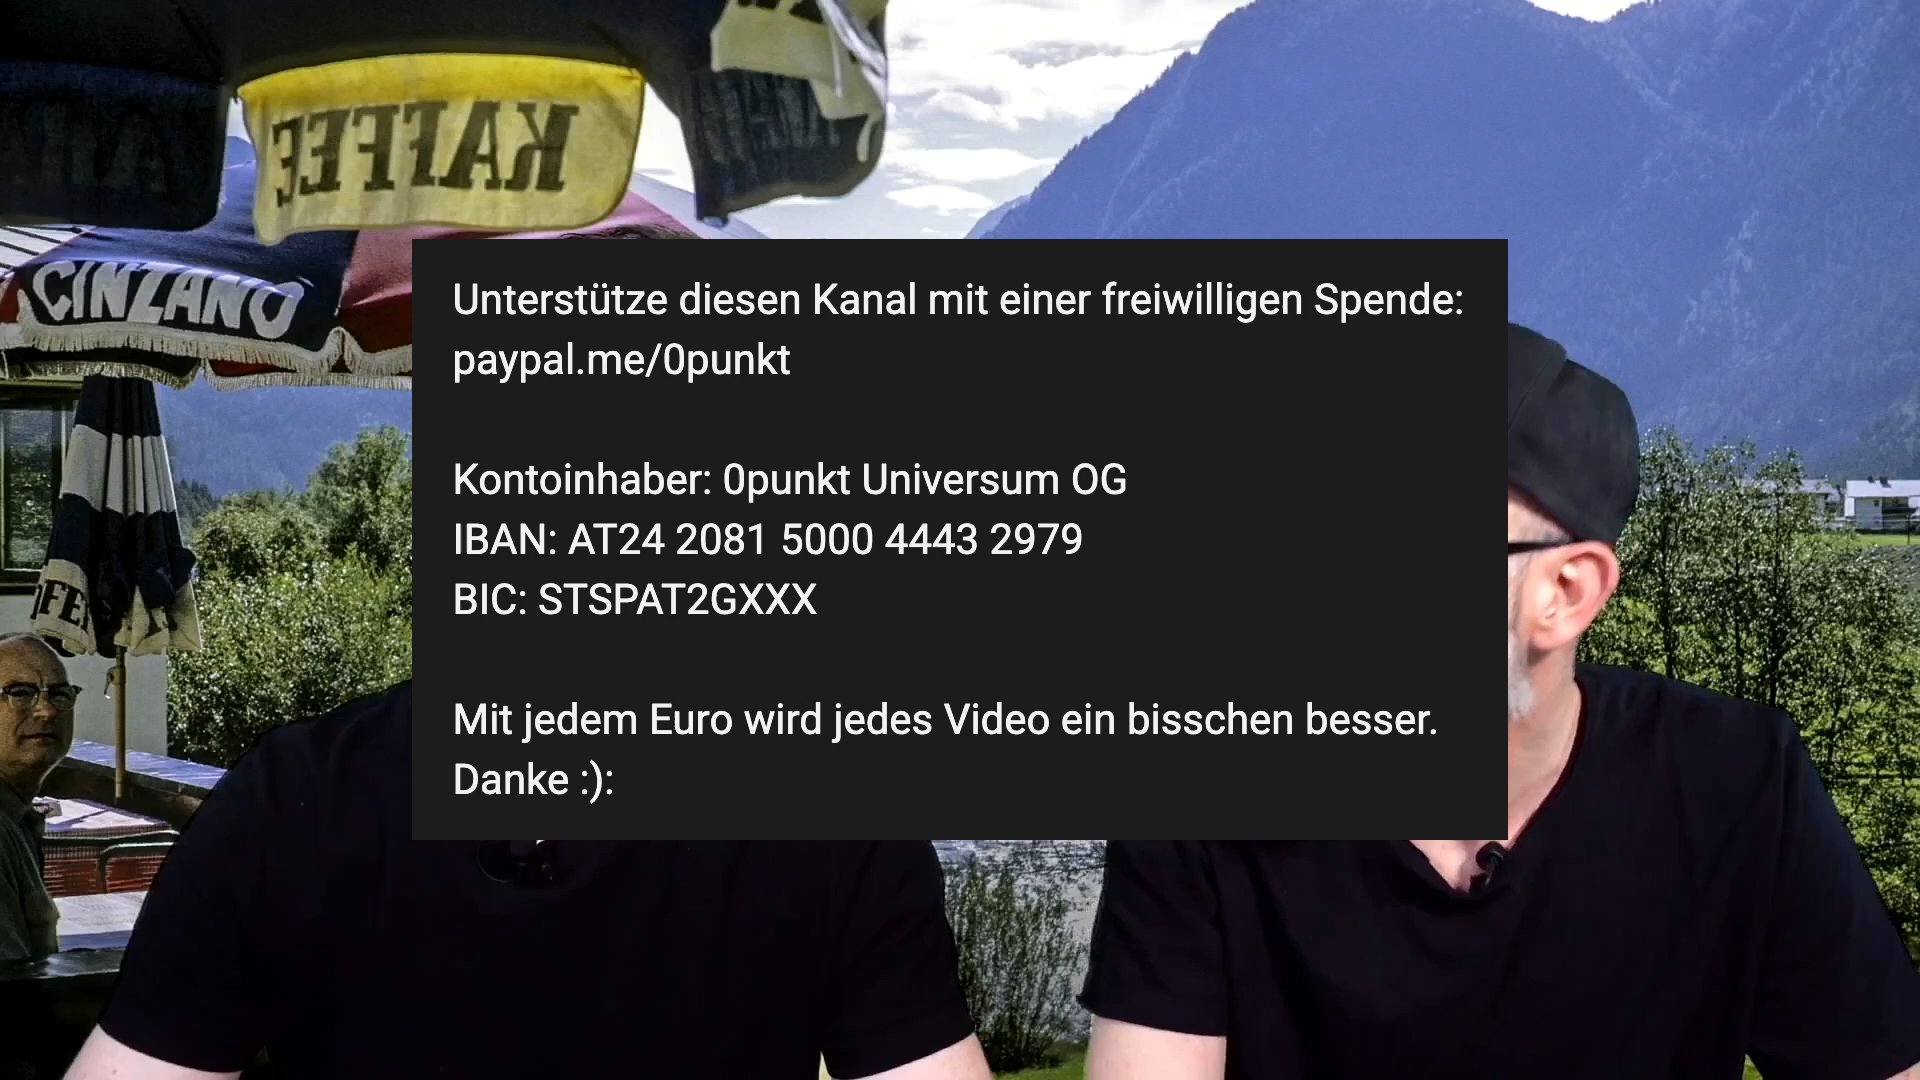 KAFFEE
CINZANO
Unterstütze diesen Kanal mit einer freiwilligen Spende:
paypal.me/0punkt
Kontoinhaber: 0punkt Universum OG
IBAN: AT24 2081 5000 4443 2979
BIC: STSPAT2GXXX
Mit jedem Euro wird jedes Video ein bisschen besser.
Danke :):